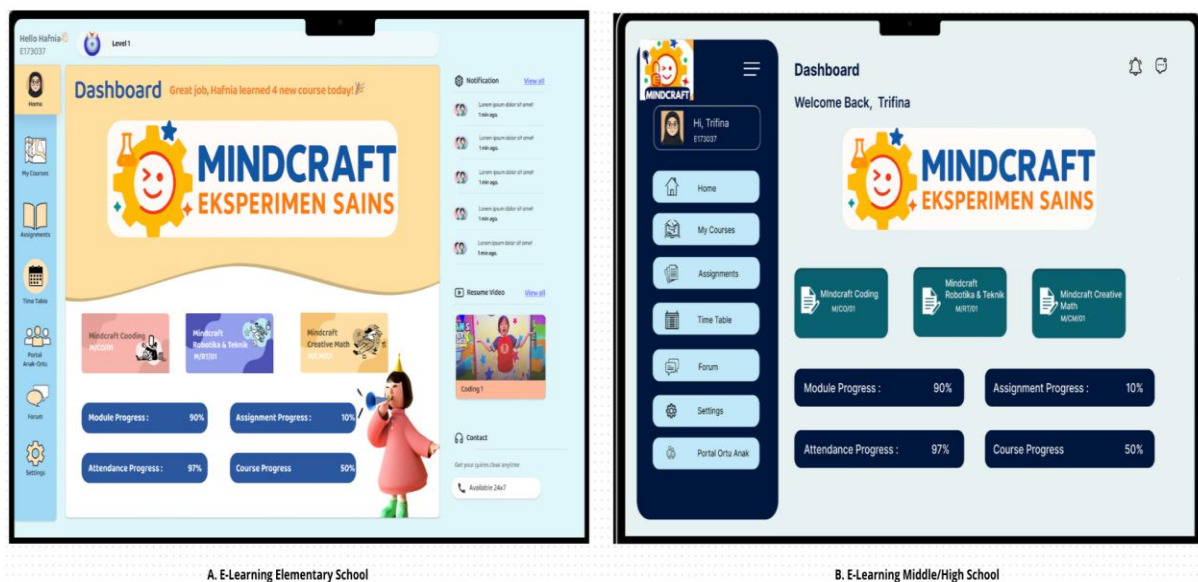 Hello Hafnia
E173037
Level 1
Home
My Courses
Assignments
Time Table
Portal
Anak-Ortu
Forum
Settings
Dashboard
Great job, Hafnia learned 4 new course today!
MINDCRAFT
EKSPERIMEN SAINS
Mindcraft Cooding
M/CO/01
Mindcraft
Robotika & Teknik
M/RT/01
Mindcraft
Creative Math
M/CM/01
Module Progress : 90%
Assignment Progress : 10%
Attendance Progress : 97%
Course Progress 50%
Notification View all
Lorem ipsum dolor sit amet
1 min ago.
Lorem ipsum dolor sit amet
1 min ago.
Lorem ipsum dolor sit amet
1 min ago.
Lorem ipsum dolor sit amet
1 min ago.
Lorem ipsum dolor sit amet
1 min ago.
Resume Video View all
Coding 1
Contact
Get your quires clear anytime
Available 24x7
A. E-Learning Elementary School
MINDCRAFT
Hi, Trifina
E173037
Home
My Courses
Assignments
Time Table
Forum
Settings
Portal Ortu Anak
Dashboard
Welcome Back, Trifina
MINDCRAFT
EKSPERIMEN SAINS
Mindcraft Coding
M/CO/01
Mindcraft
Robotika & Teknik
M/RT/01
Mindcraft Creative
Math
M/CM/01
Module Progress : 90%
Assignment Progress : 10%
Attendance Progress : 97%
Course Progress 50%
B. E-Learning Middle/High School